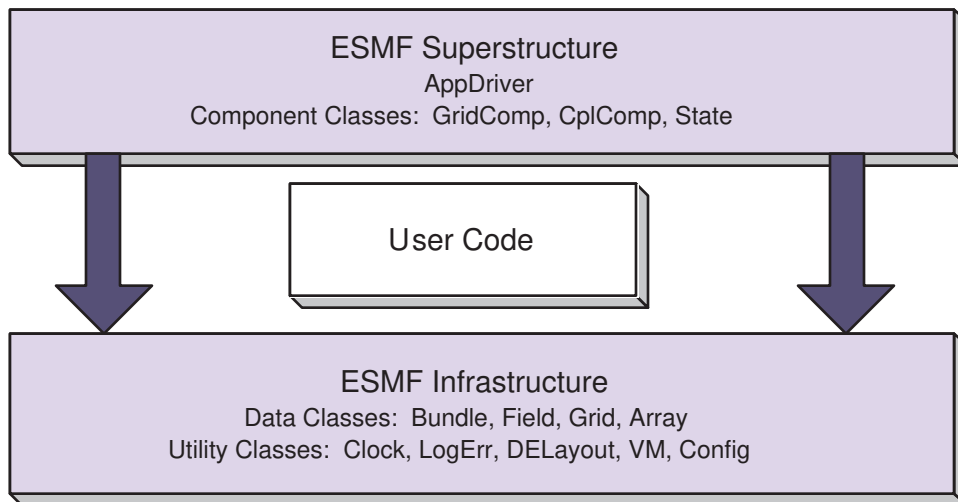 ESMF Superstructure
AppDriver
Component Classes: GridComp, CplComp, State
User Code
ESMF Infrastructure
Data Classes: Bundle, Field, Grid, Array
Utility Classes: Clock, LogErr, DELayout, VM, Config